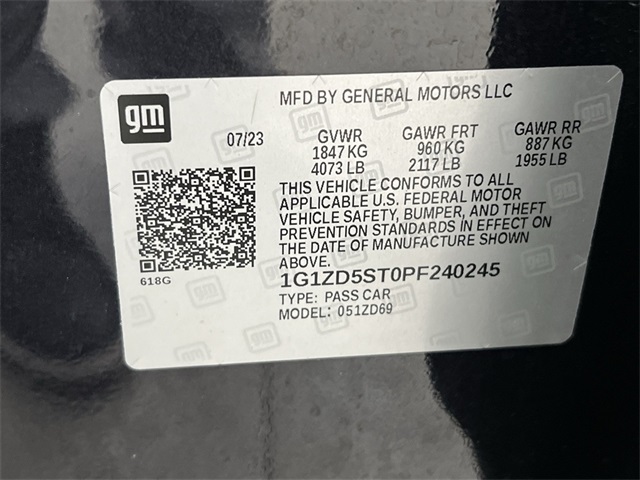 gm
MFD BY GENERAL MOTORS LLC
07/23 GVWR GAWR FRT GAWR RR
1847 KG 960 KG 887 KG
4073 LB 2117 LB 1955 LB
THIS VEHICLE CONFORMS TO ALL
APPLICABLE U.S. FEDERAL MOTOR
VEHICLE SAFETY, BUMPER, AND THEFT
PREVENTION STANDARDS IN EFFECT ON
THE DATE OF MANUFACTURE SHOWN
ABOVE.
618G
1G1ZD5ST0PF240245
TYPE: PASS CAR
MODEL: 051ZD69